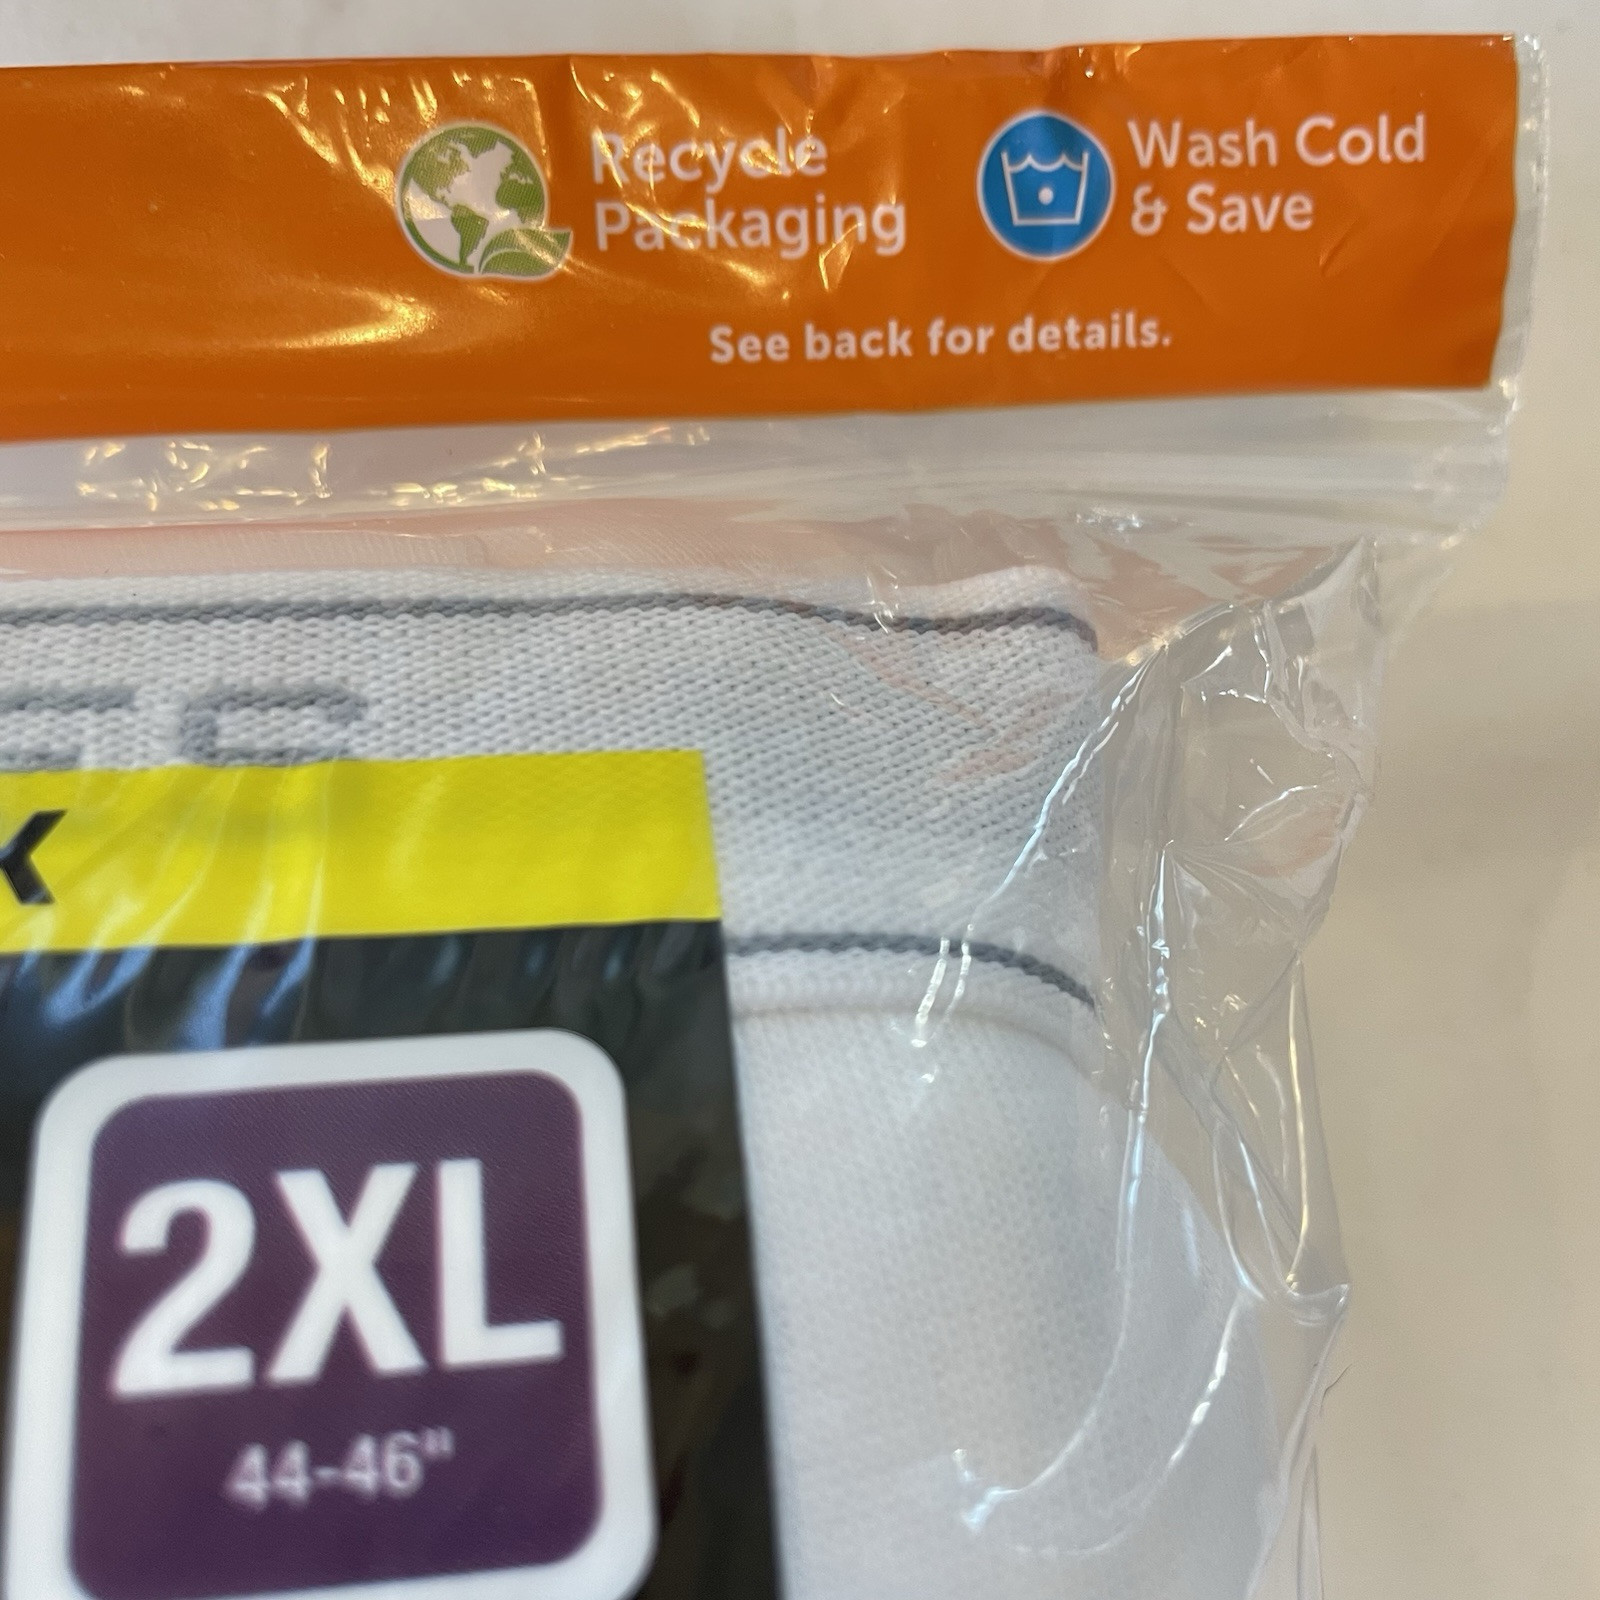 Recycle
Packaging
Wash Cold
& Save
See back for details.
K
2XL
44-46"